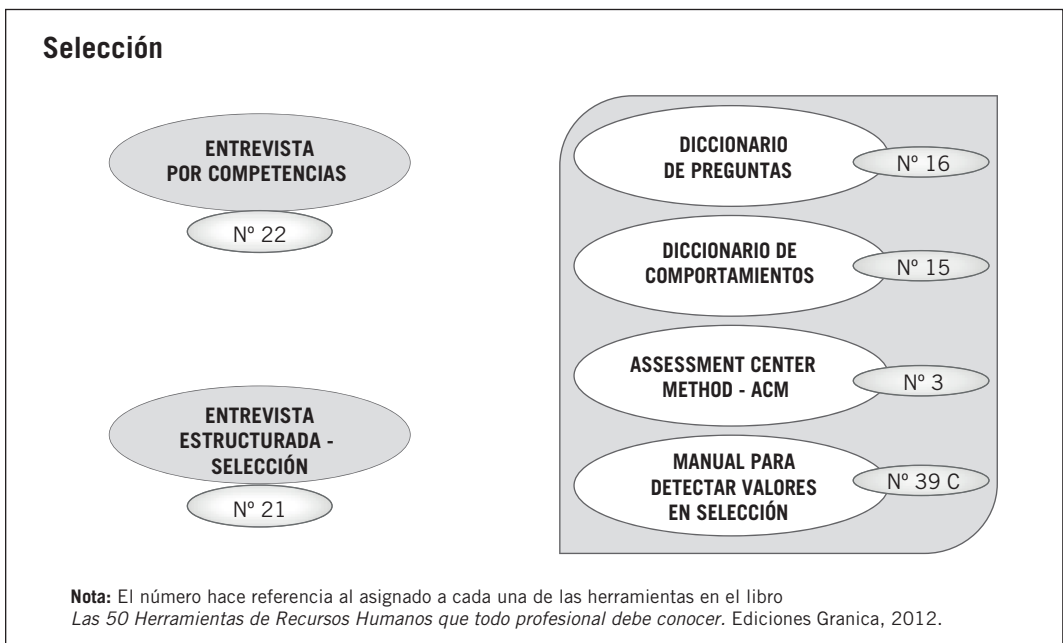 Selección
ENTREVISTA
POR COMPETENCIAS
Nº 22
ENTREVISTA
ESTRUCTURADA -
SELECCIÓN
Nº 21
DICCIONARIO
DE PREGUNTAS
Nº 16
DICCIONARIO DE
COMPORTAMIENTOS
Nº 15
ASSESSMENT CENTER
METHOD - ACM
Nº 3
MANUAL PARA
DETECTAR VALORES
EN SELECCIÓN
Nº 39 C
Nota: El número hace referencia al asignado a cada una de las herramientas en el libro
Las 50 Herramientas de Recursos Humanos que todo profesional debe conocer. Ediciones Granica, 2012.